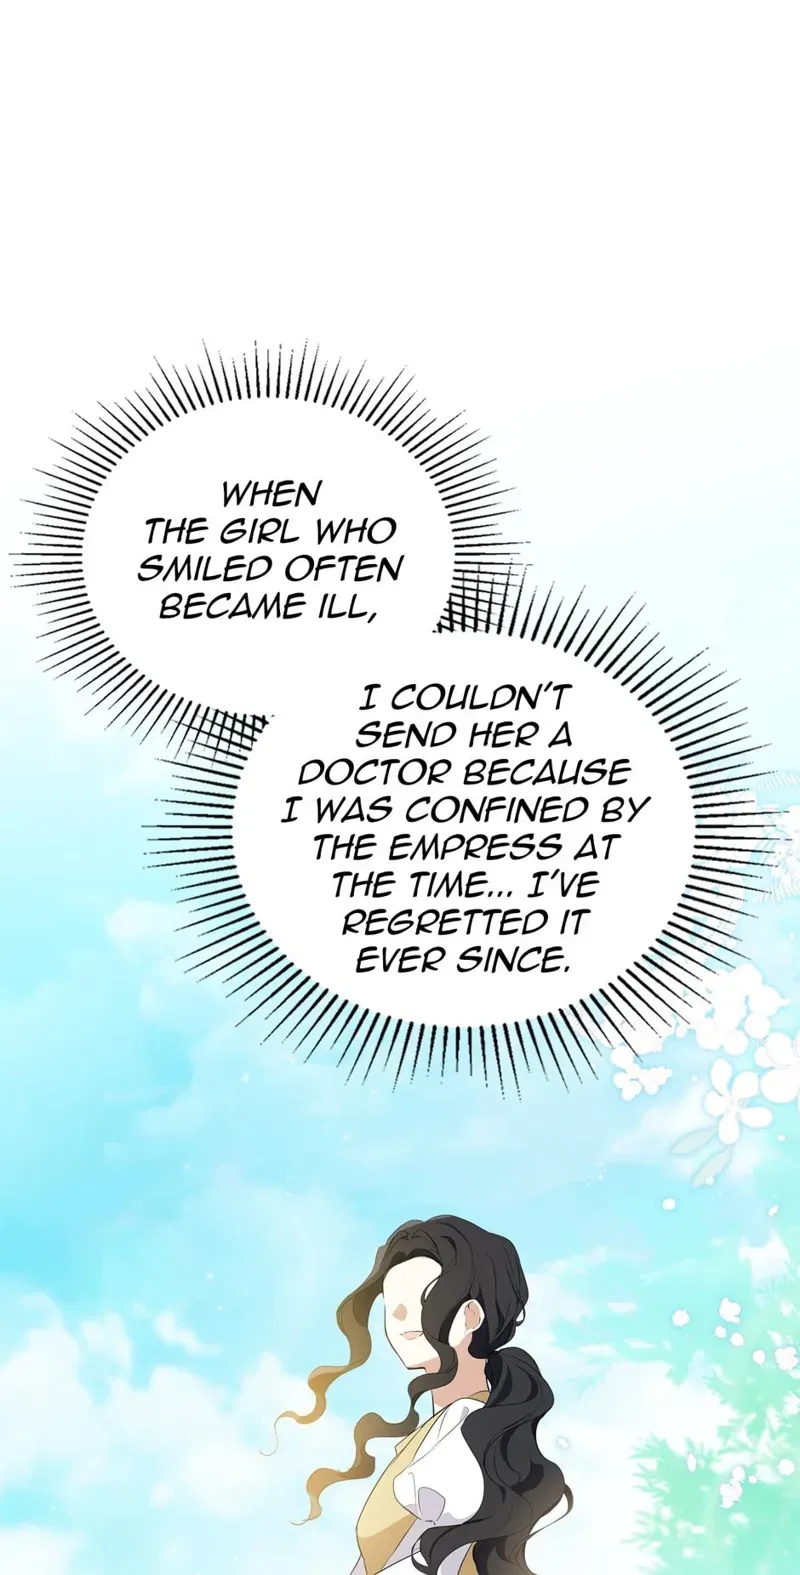 WHEN
THE GIRL WHO
SMILED OFTEN
BECAME ILL,
I COULDN'T
SEND HER A
DOCTOR BECAUSE
I WAS CONFINED BY
THE EMPRESS AT
THE TIME... I'VE
REGRETTED IT
EVER SINCE.